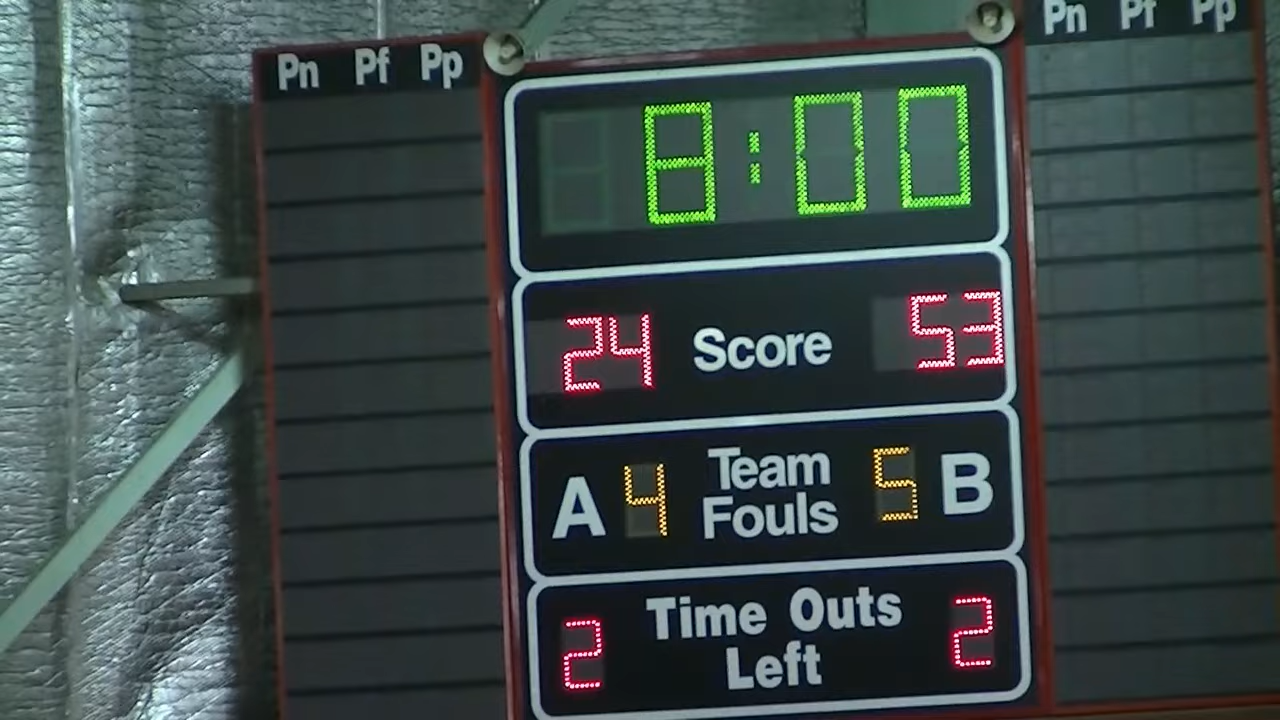 Pn Pf Pp
Pn Pf Pp
8:00
24 Score 53
A 4 Team Fouls 5 B
2 Time Outs Left 2